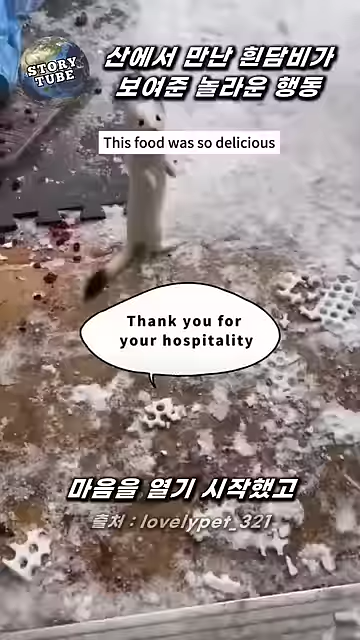 STORY
TUBE
산에서 만난 흰담비가
보여준 놀라운 행동
This food was so delicious
Thank you for
your hospitality
마음을 열기 시작했고
출처 : lovelypet_321